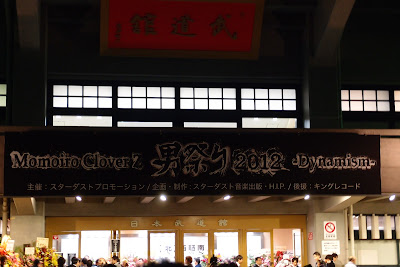 武道館
Momoiro Clover Z 男祭り2012 -Dynamism-
主催:スターダストプロモーション/企画・制作:スターダスト音楽出版・H.I.P./後援:キングレコード
日本武道館